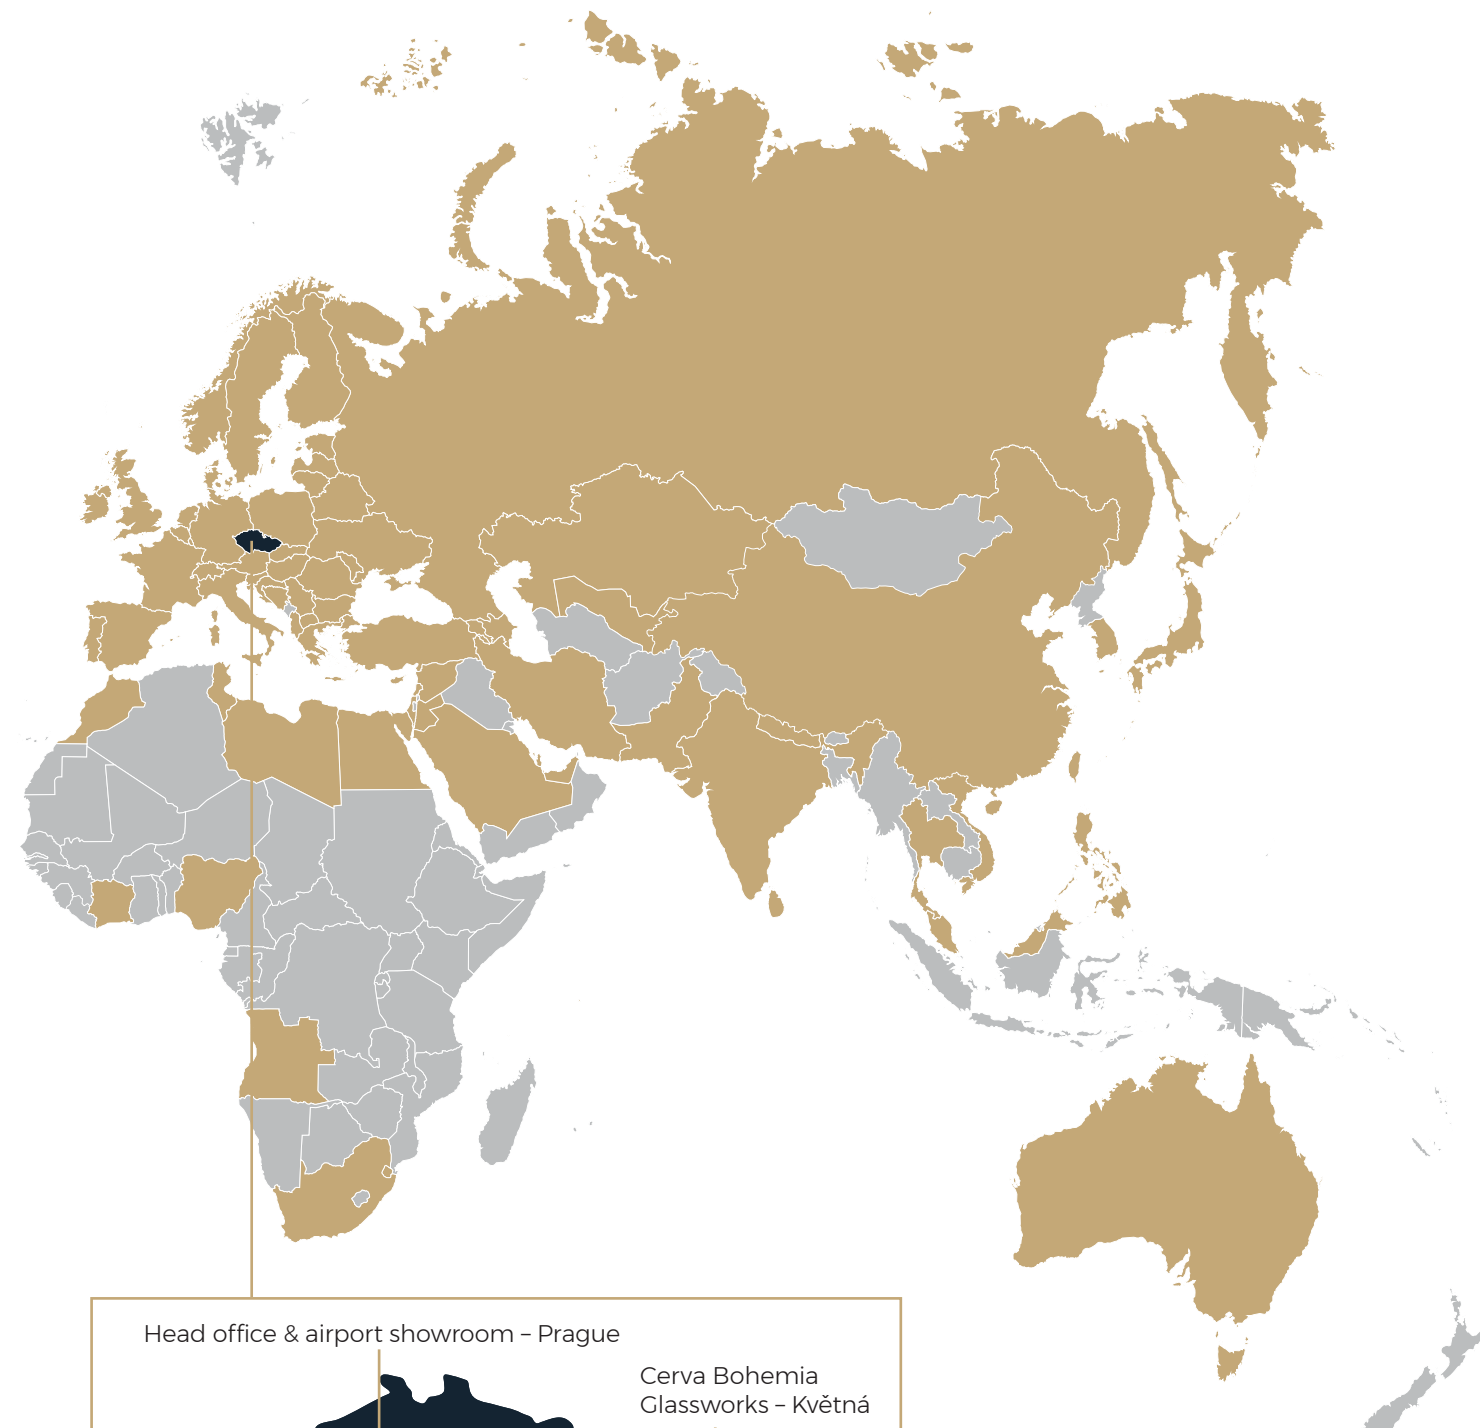 Head office & airport showroom – Prague
Cerva Bohemia
Glassworks – Květná